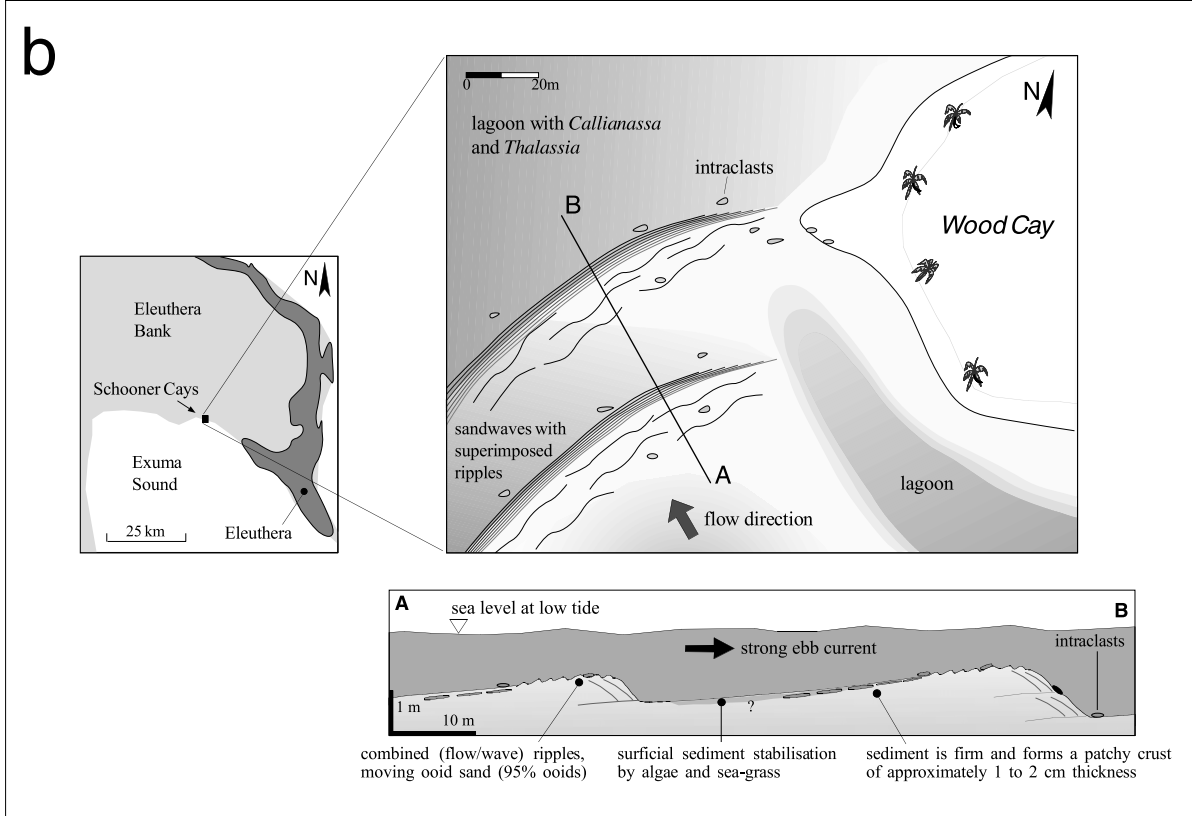 b
0 20m
N
lagoon with Callianassa
and Thalassia
intraclasts
B
Wood Cay
N
Eleuthera
Bank
Schooner Cays
Exuma
Sound
25 km
Eleuthera
sandwaves with
superimposed
ripples
A
lagoon
flow direction
A
sea level at low tide
B
strong ebb current
intraclasts
1 m
10 m
?
combined (flow/wave) ripples,
moving ooid sand (95% ooids)
surficial sediment stabilisation
by algae and sea-grass
sediment is firm and forms a patchy crust
of approximately 1 to 2 cm thickness